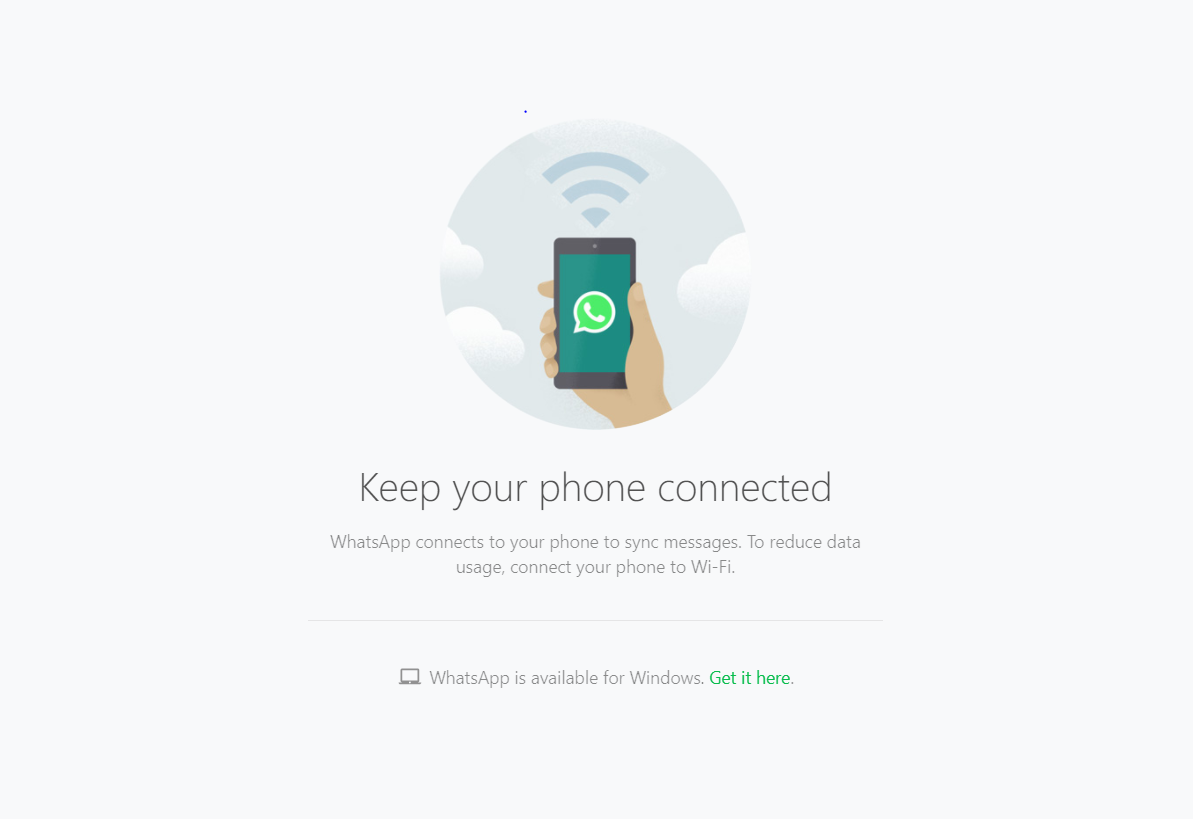 Keep your phone connected
WhatsApp connects to your phone to sync messages. To reduce data
usage, connect your phone to Wi-Fi.
WhatsApp is available for Windows. Get it here.